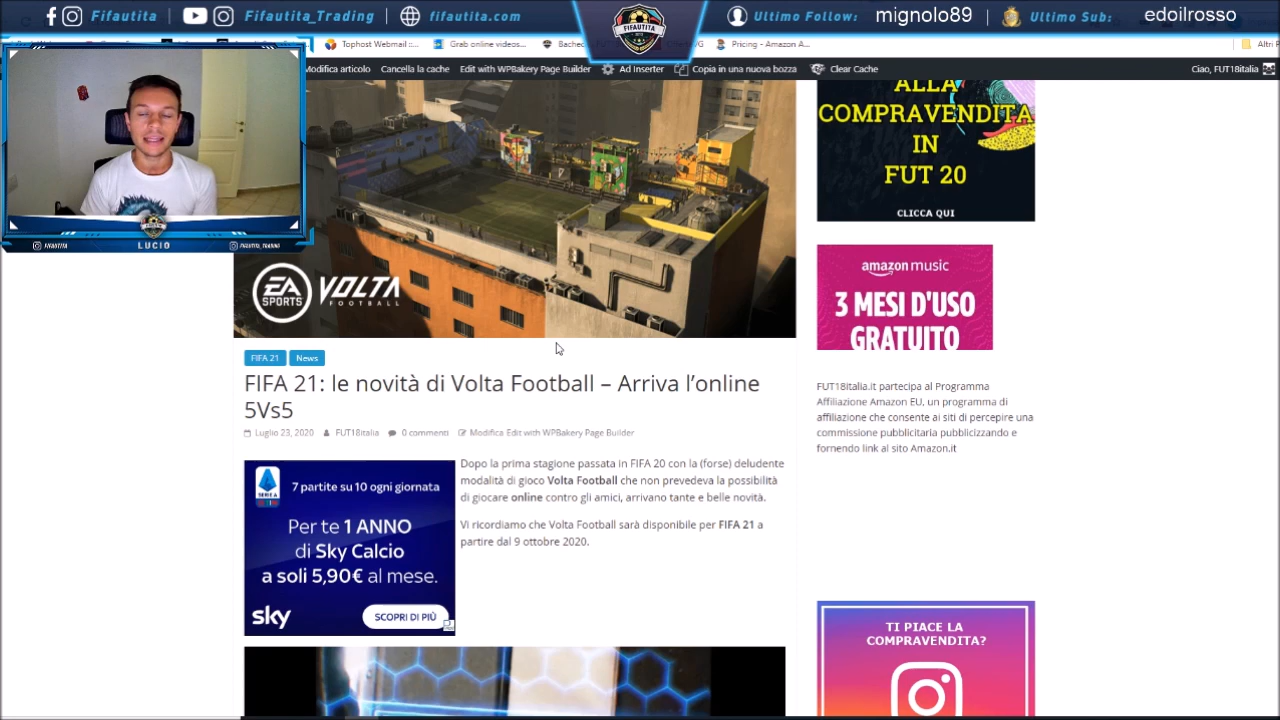 Fifautita
Fifautita_Trading
fifautita.com
FIFAUTITA
Ultimo Follow:
mignolo89
Ultimo Sub:
edoilrosso
Tophost Webmail ::...
Grab online videos...
Pricing - Amazon A...
Altri P
Modifica articolo
Cancella la cache
Edit with WPBakery Page Builder
Ad Inserter
Copia in una nuova bozza
Clear Cache
Ciao, FUT18italia
FIFAUTITA
LUCIO
FIFAUTITA_TRADING
EA
SPORTS
VOLTA
FOOTBALL
FIFA 21
News
FIFA 21: le novità di Volta Football – Arriva l’online
5Vs5
Luglio 23, 2020
FUT18italia
0 commenti
Modifica Edit with WPBakery Page Builder
SERIE A
7 partite su 10 ogni giornata
Per te 1 ANNO
di Sky Calcio
a soli 5,90€ al mese.
sky
SCOPRI DI PIÙ
Dopo la prima stagione passata in FIFA 20 con la (forse) deludente
modalità di gioco Volta Football che non prevedeva la possibilità
di giocare online contro gli amici, arrivano tante e belle novità.
Vi ricordiamo che Volta Football sarà disponibile per FIFA 21 a
partire dal 9 ottobre 2020.
ALLA
COMPRAVENDITA
IN
FUT 20
CLICCA QUI
amazon music
3 MESI D'USO
GRATUITO
FUT18Italia.it partecipa al Programma
Affiliazione Amazon EU, un programma di
affiliazione che consente ai siti di percepire una
commissione pubblicitaria pubblicizzando e
fornendo link al sito Amazon.it
TI PIACE LA
COMPRAVENDITA?